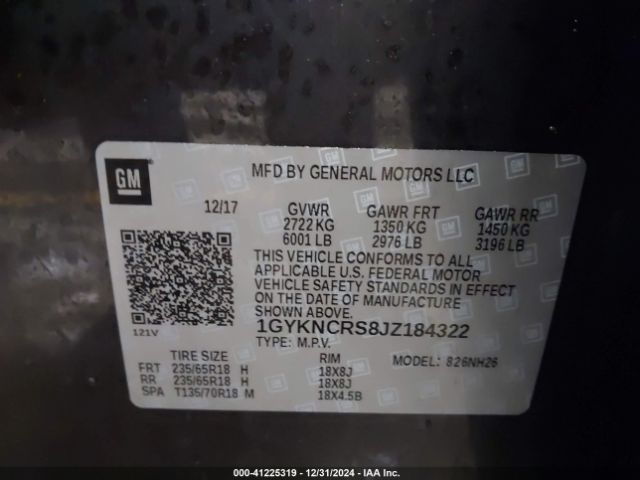 GM
MFD BY GENERAL MOTORS LLC
12/17 GVWR GAWR FRT GAWR RR
2722 KG 1350 KG 1450 KG
6001 LB 2976 LB 3196 LB
THIS VEHICLE CONFORMS TO ALL
APPLICABLE U.S. FEDERAL MOTOR
VEHICLE SAFETY STANDARDS IN EFFECT
ON THE DATE OF MANUFACTURE
SHOWN ABOVE.
121V
1GYKNCRS8JZ184322
TYPE: M.P.V.
MODEL: 826NH26
TIRE SIZE RIM
FRT 235/65R18 H 18X8J
RR 235/65R18 H 18X8J
SPA T135/70R18 M 18X4.5B
000-41225319 - 12/31/2024 - IAA Inc.